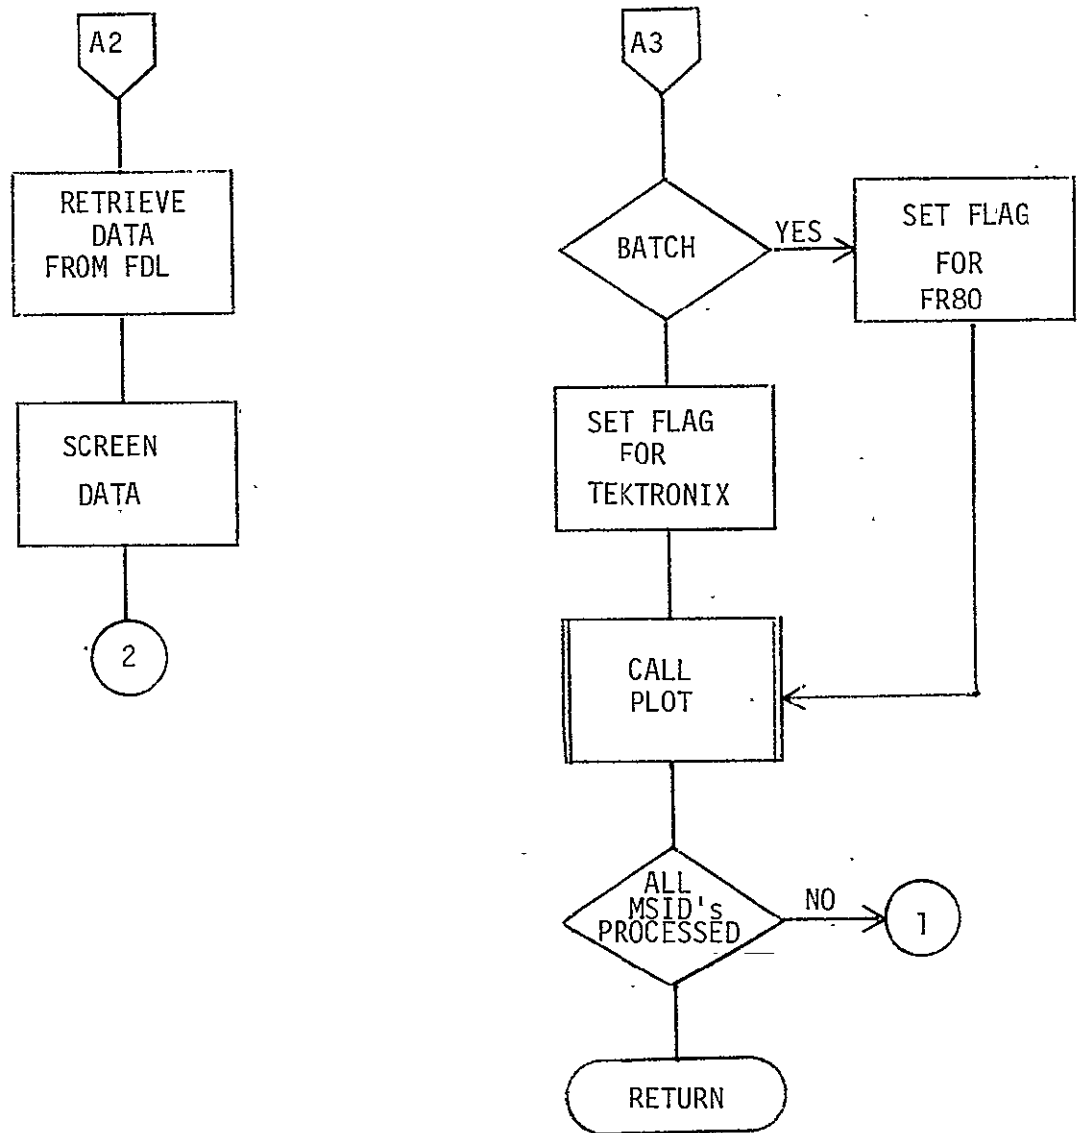 A2
RETRIEVE
DATA
FROM FDL
SCREEN
DATA
2
A3
BATCH
YES
SET FLAG
FOR
FR80
SET FLAG
FOR
TEKTRONIX
CALL
PLOT
ALL
MSID's
PROCESSED
NO
1
RETURN